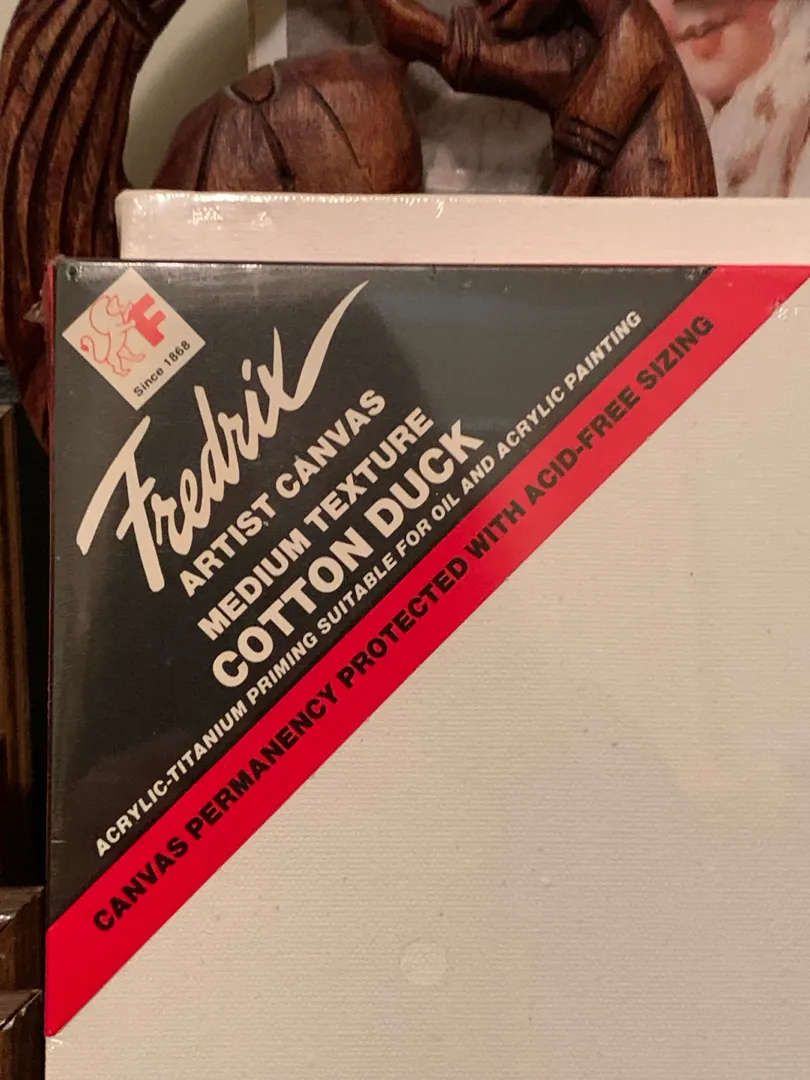 F
Since 1868
Fredrix
ARTIST CANVAS
MEDIUM TEXTURE
COTTON DUCK
ACRYLIC-TITANIUM PRIMING SUITABLE FOR OIL AND ACRYLIC PAINTING
CANVAS PERMANENCY PROTECTED WITH ACID-FREE SIZING